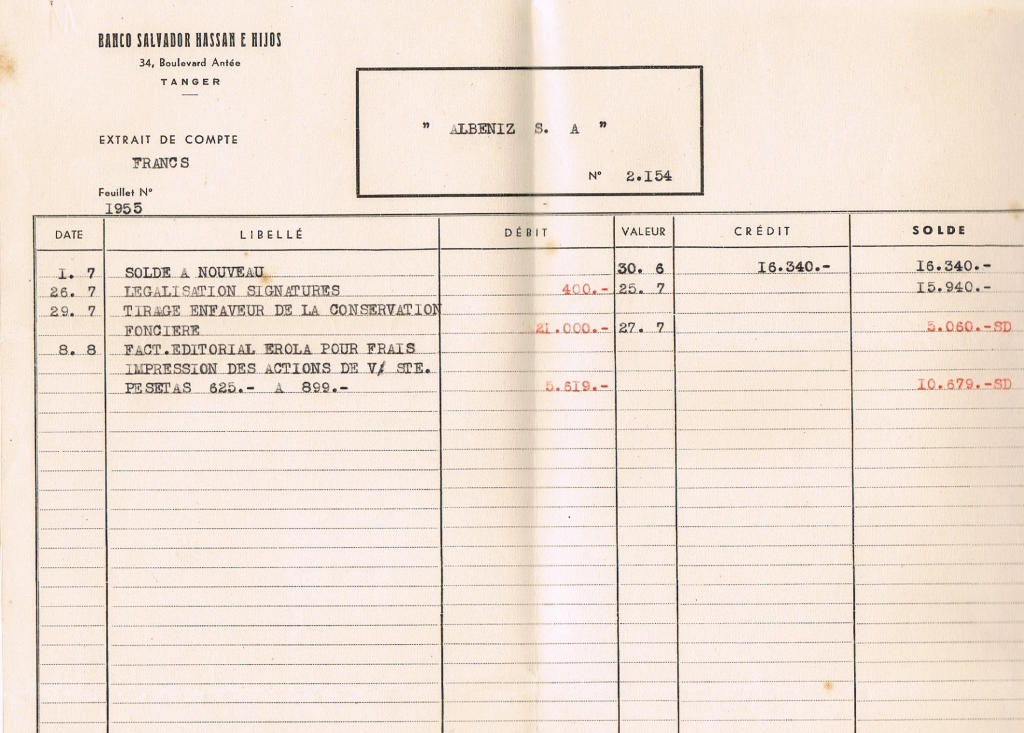 BANCO SALVADOR HASSAN E HIJOS
34, Boulevard Antée
TANGER
EXTRAIT DE COMPTE
FRANCS
Feuillet N°
1955
" ALBENIZ S. A "
N° 2.154
DATE LIBELLÉ DÉBIT VALEUR CRÉDIT SOLDE
1. 7 SOLDE A NOUVEAU 30. 6 16.340.- 16.340.-
26. 7 LEGALISATION SIGNATURES 400.- 25. 7 15.940.-
29. 7 TIRAGE ENFAVEUR DE LA CONSERVATION
FONCIERE 21.000.- 27. 7 5.060.-SD
8. 8 FACT.EDITORIAL EROLA POUR FRAIS
IMPRESSION DES ACTIONS DE V/ STE.
PESETAS 625.- A 899.- 5.619.- 10.679.-SD